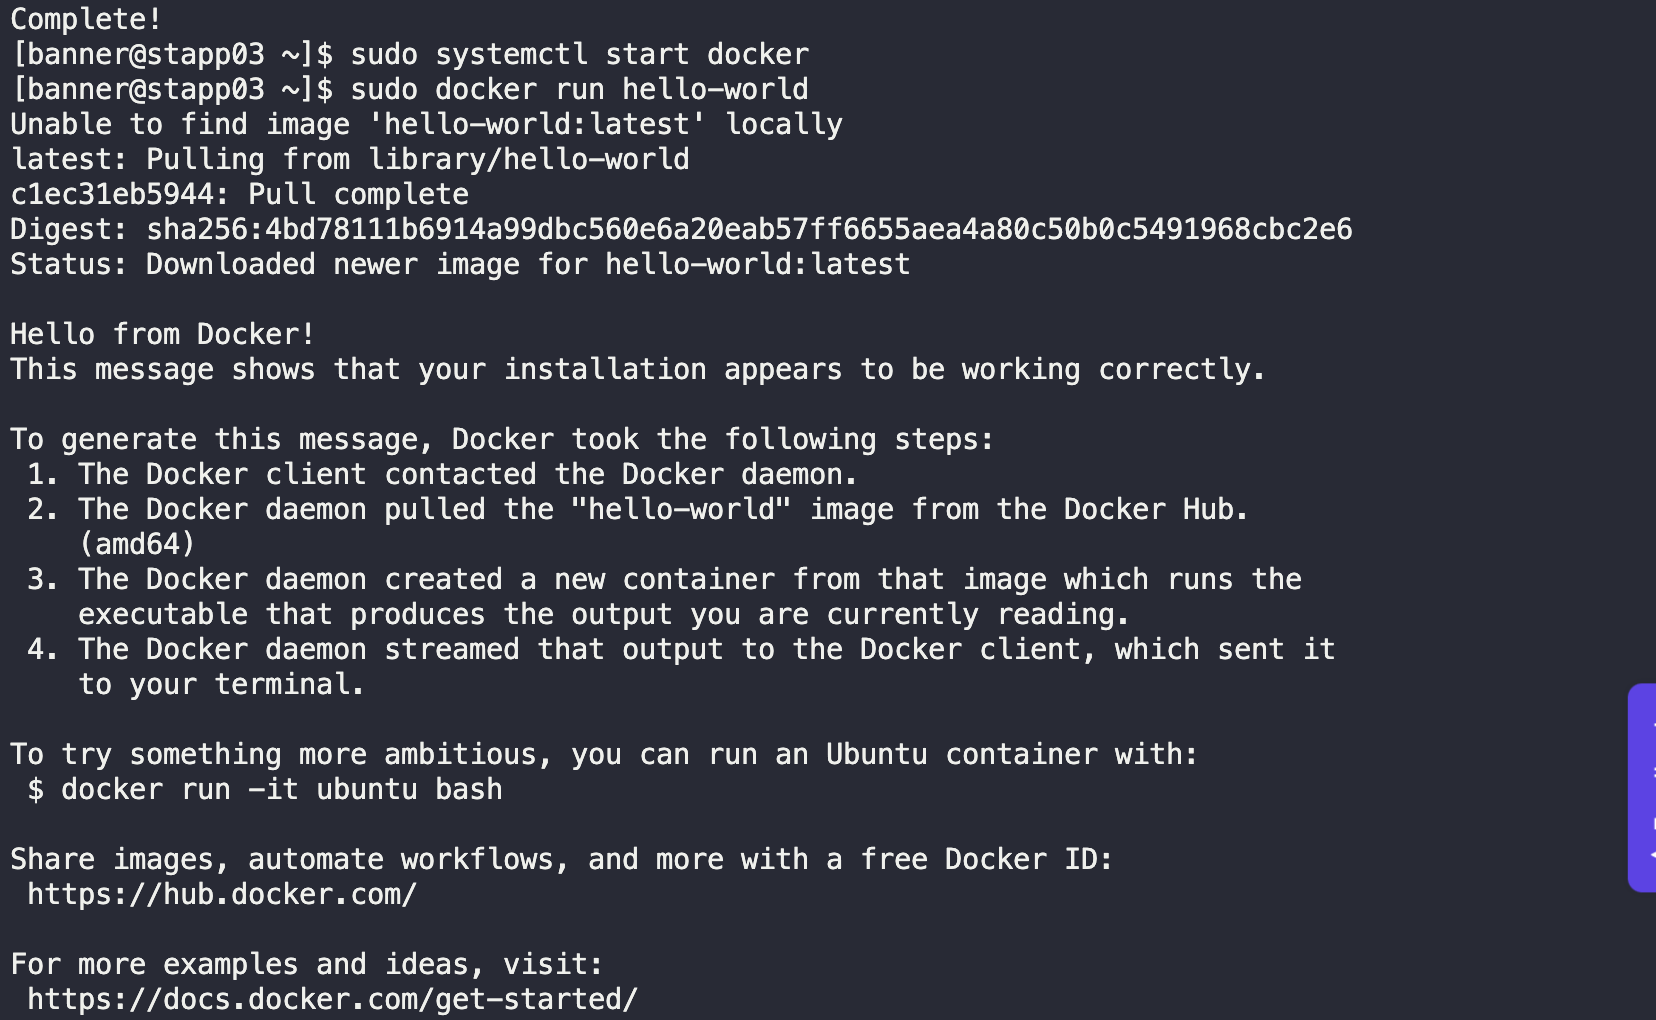 Complete!
[banner@stapp03 ~]$ sudo systemctl start docker
[banner@stapp03 ~]$ sudo docker run hello-world
Unable to find image 'hello-world:latest' locally
latest: Pulling from library/hello-world
c1ec31eb5944: Pull complete
Digest: sha256:4bd78111b6914a99dbc560e6a20eab57ff6655aea4a80c50b0c5491968cbc2e6
Status: Downloaded newer image for hello-world:latest

Hello from Docker!
This message shows that your installation appears to be working correctly.

To generate this message, Docker took the following steps:
 1. The Docker client contacted the Docker daemon.
 2. The Docker daemon pulled the "hello-world" image from the Docker Hub.
    (amd64)
 3. The Docker daemon created a new container from that image which runs the
    executable that produces the output you are currently reading.
 4. The Docker daemon streamed that output to the Docker client, which sent it
    to your terminal.

To try something more ambitious, you can run an Ubuntu container with:
 $ docker run -it ubuntu bash

Share images, automate workflows, and more with a free Docker ID:
 https://hub.docker.com/

For more examples and ideas, visit:
 https://docs.docker.com/get-started/